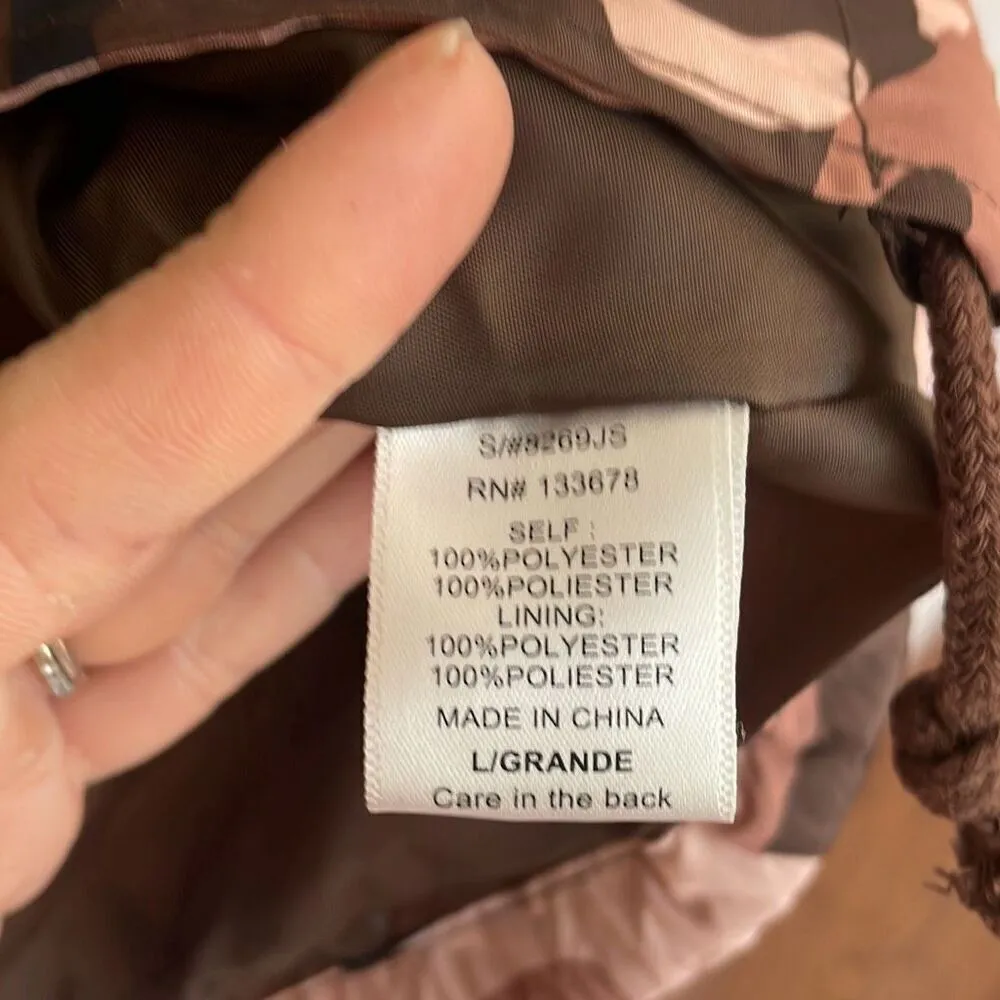 S/#8269JS
RN# 133678
SELF :
100%POLYESTER
100%POLIESTER
LINING:
100%POLYESTER
100%POLIESTER
MADE IN CHINA
L/GRANDE
Care in the back